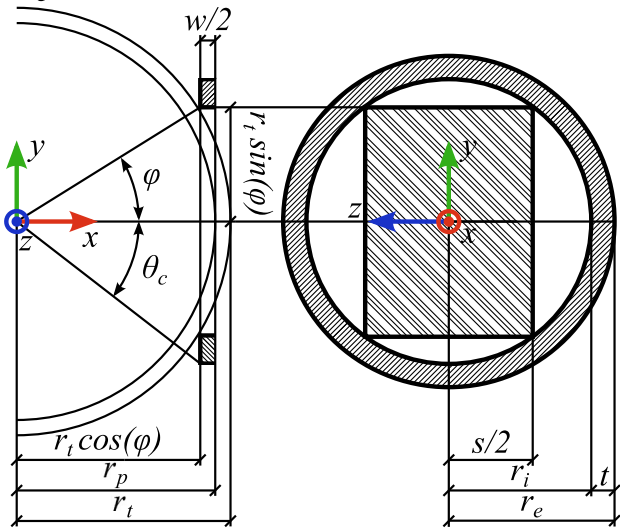 w/2
y
φ
r_t sin(φ)
z
x
θ_c
y
z
x
r_t cos(φ)
r_p
r_t
s/2
r_i
t
r_e